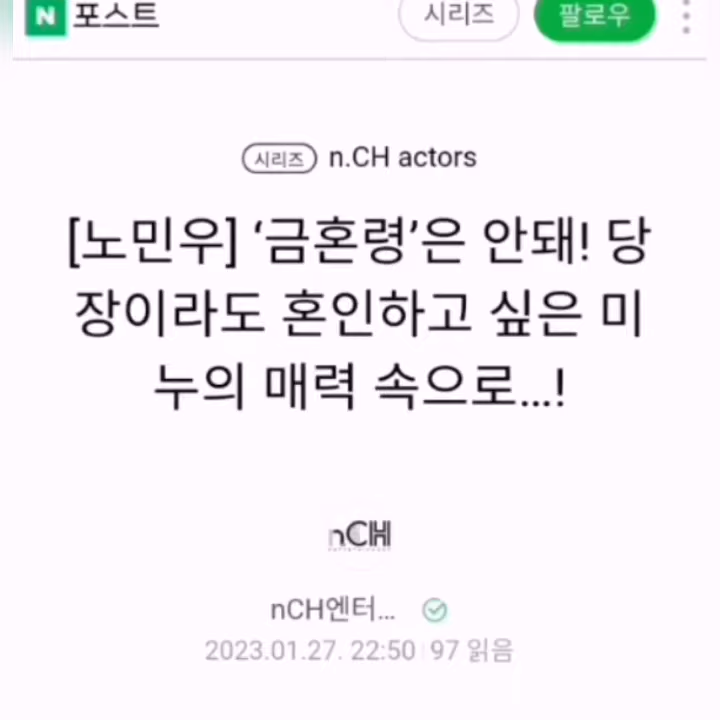 N 포스트 시리즈 팔로우
시리즈 n.CH actors
[노민우] ‘금혼령’은 안돼! 당
장이라도 혼인하고 싶은 미
누의 매력 속으로...!
nCH
nCH엔터...
2023.01.27. 22:50 97 읽음